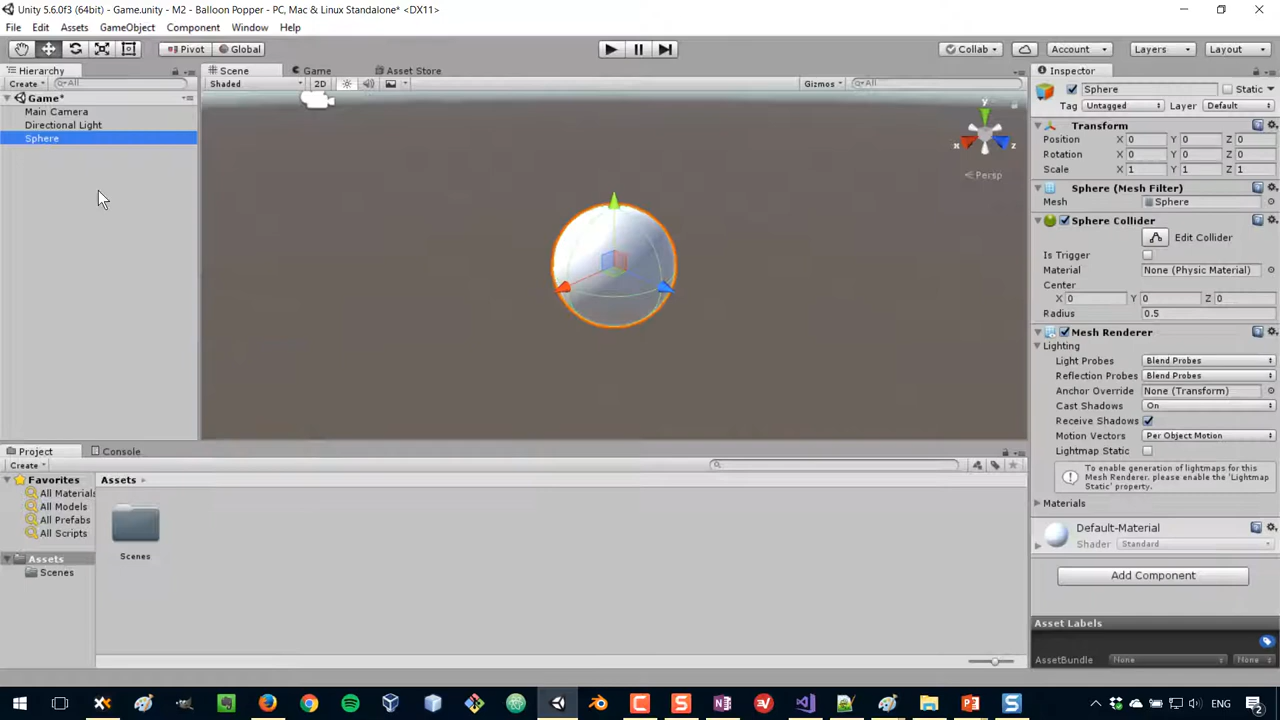 Unity 5.6.0f3 (64bit) - Game.unity - M2 - Balloon Popper - PC, Mac & Linux Standalone* <DX11>
File Edit Assets GameObject Component Window Help
Pivot Global Collab Account Layers Layout
Hierarchy Scene Game Asset Store Inspector
Create All Shaded 2D Gizmos All
Sphere Static
Game*
Tag Untagged Layer Default
Main Camera
Directional Light
Sphere
y
x z
Persp
Transform
Position X 0 Y 0 Z 0
Rotation X 0 Y 0 Z 0
Scale X 1 Y 1 Z 1
Sphere (Mesh Filter)
Mesh Sphere
Sphere Collider
Edit Collider
Is Trigger
Material None (Physic Material)
Center
X 0 Y 0 Z 0
Radius 0.5
Mesh Renderer
Lighting
Light Probes Blend Probes
Reflection Probes Blend Probes
Anchor Override None (Transform)
Cast Shadows On
Receive Shadows
Motion Vectors Per Object Motion
Lightmap Static
To enable generation of lightmaps for this
Mesh Renderer, please enable the 'Lightmap
Static' property.
Materials
Default-Material
Shader Standard
Add Component
Asset Labels
AssetBundle None None
Project Console
Create
Favorites
All Materials
All Models
All Prefabs
All Scripts
Assets
Scenes
Assets
Scenes
ENG
2